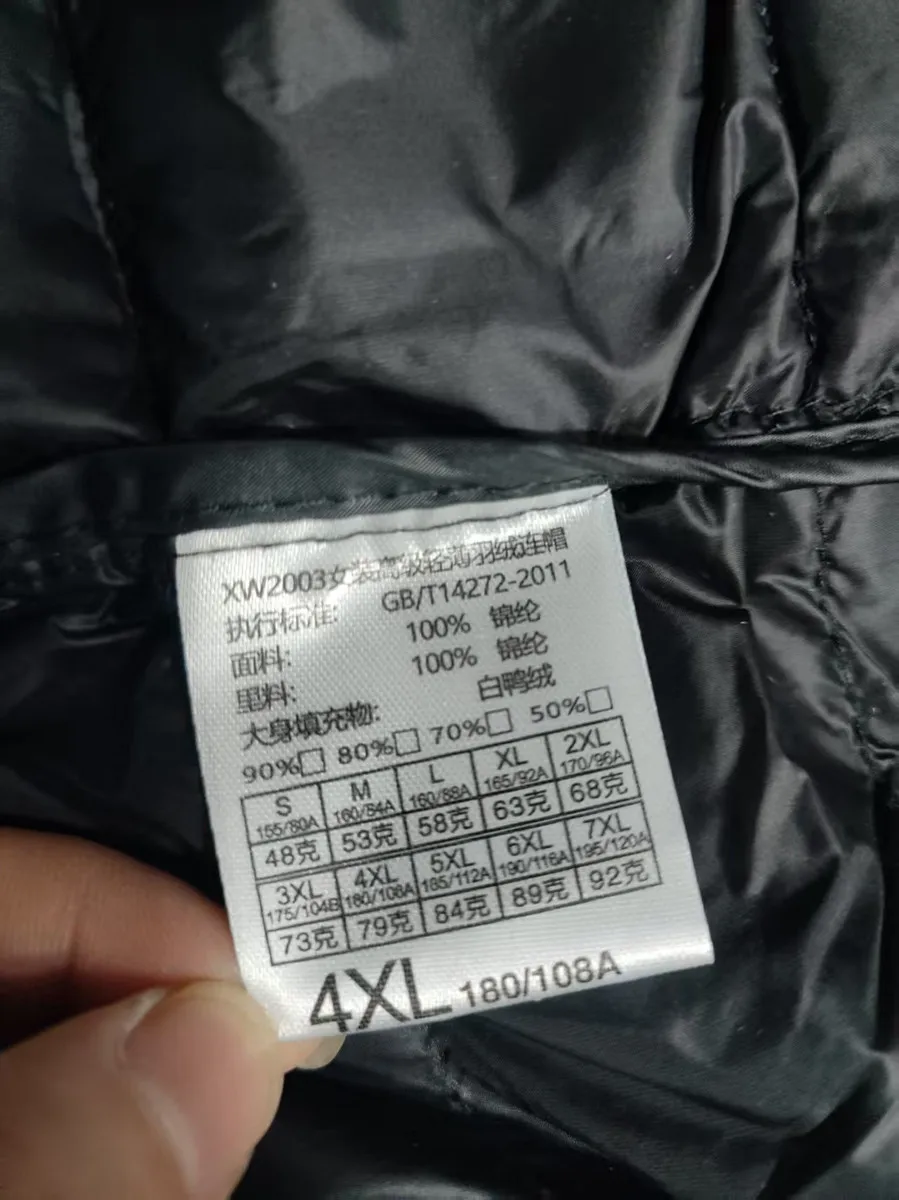 XW2003女装高级轻薄羽绒连帽
执行标准: GB/T14272-2011
面料: 100% 锦纶
里料: 100% 锦纶
大身填充物: 白鸭绒
90%□ 80%□ 70%□ 50%□
S M L XL 2XL
155/80A 160/84A 160/88A 165/92A 170/96A
48克 53克 58克 63克 68克
3XL 4XL 5XL 6XL 7XL
175/104B 180/108A 185/112A 190/116A 195/120A
73克 79克 84克 89克 92克
4XL 180/108A